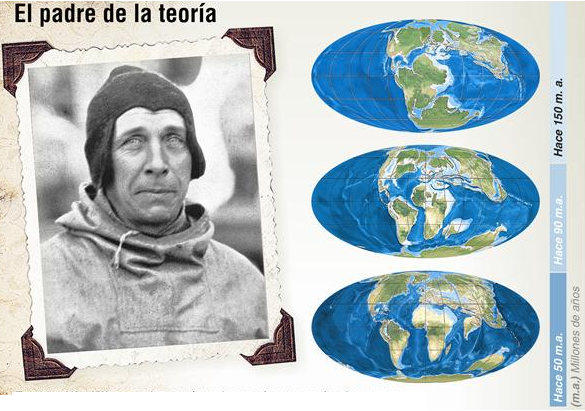 El padre de la teoría
Hace 150 m. a.
Hace 90 m.a.
Hace 50 m.a.
(m.a.) Millones de años